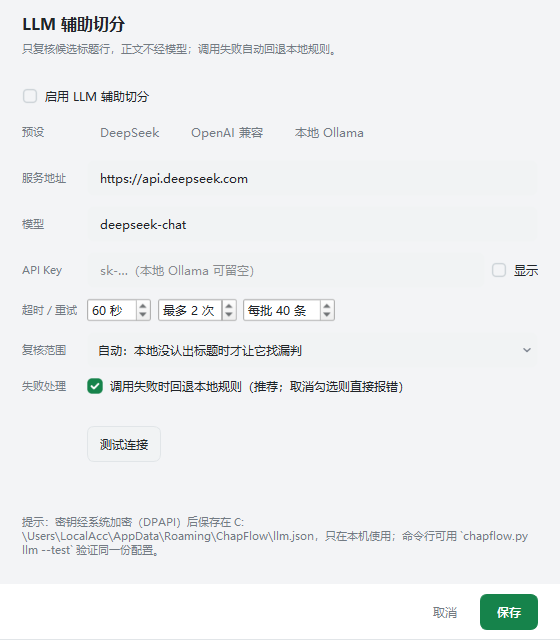 LLM 辅助切分
只复核候选标题行，正文不经模型；调用失败自动回退本地规则。
启用 LLM 辅助切分
预设 DeepSeek OpenAI 兼容 本地 Ollama
服务地址 https://api.deepseek.com
模型 deepseek-chat
API Key sk-…（本地 Ollama 可留空） 显示
超时 / 重试 60 秒 最多 2 次 每批 40 条
复核范围 自动：本地没认出标题时才让它找漏判
失败处理 调用失败时回退本地规则（推荐；取消勾选则直接报错）
测试连接
提示：密钥经系统加密（DPAPI）后保存在 C:
\Users\LocalAcc\AppData\Roaming\ChapFlow\llm.json，只在本机使用；命令行可用 `chapflow.py
llm --test` 验证同一份配置。
取消 保存